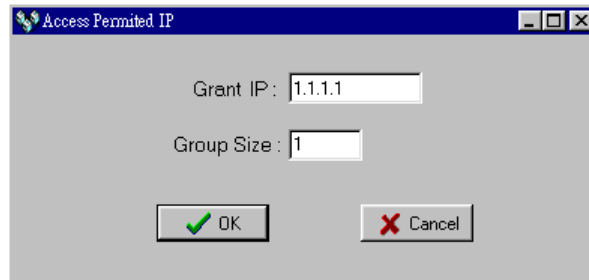 Access Permited IP
Grant IP : 1.1.1.1
Group Size : 1
OK Cancel